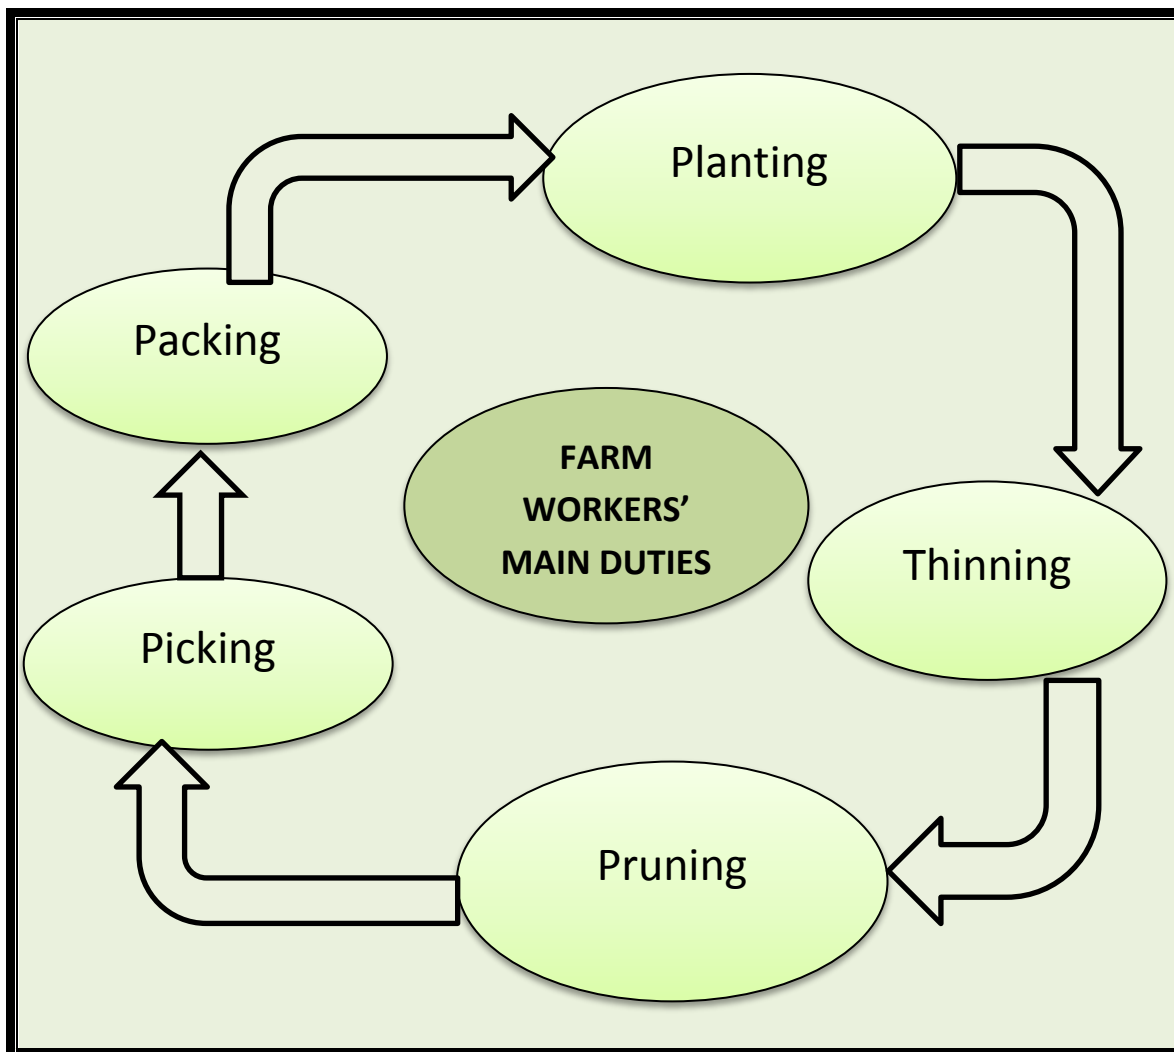 Planting
Thinning
Pruning
Picking
Packing
FARM
WORKERS’
MAIN DUTIES